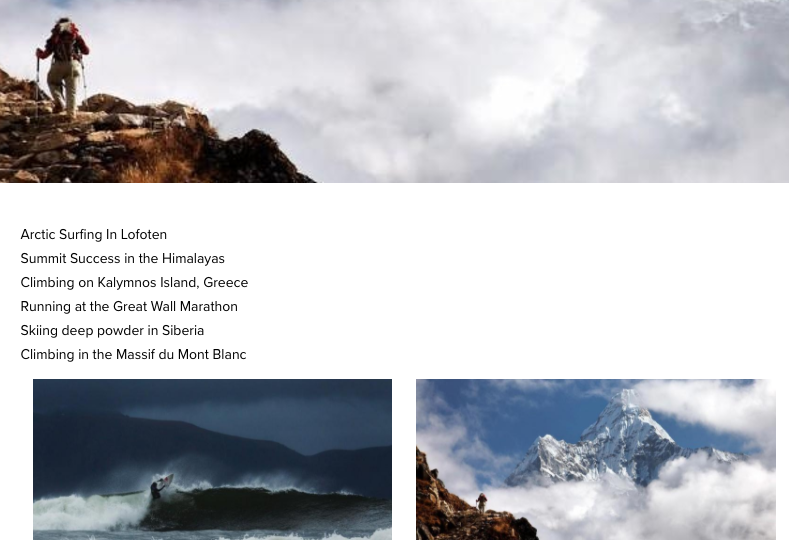 Arctic Surfing In Lofoten
Summit Success in the Himalayas
Climbing on Kalymnos Island, Greece
Running at the Great Wall Marathon
Skiing deep powder in Siberia
Climbing in the Massif du Mont Blanc